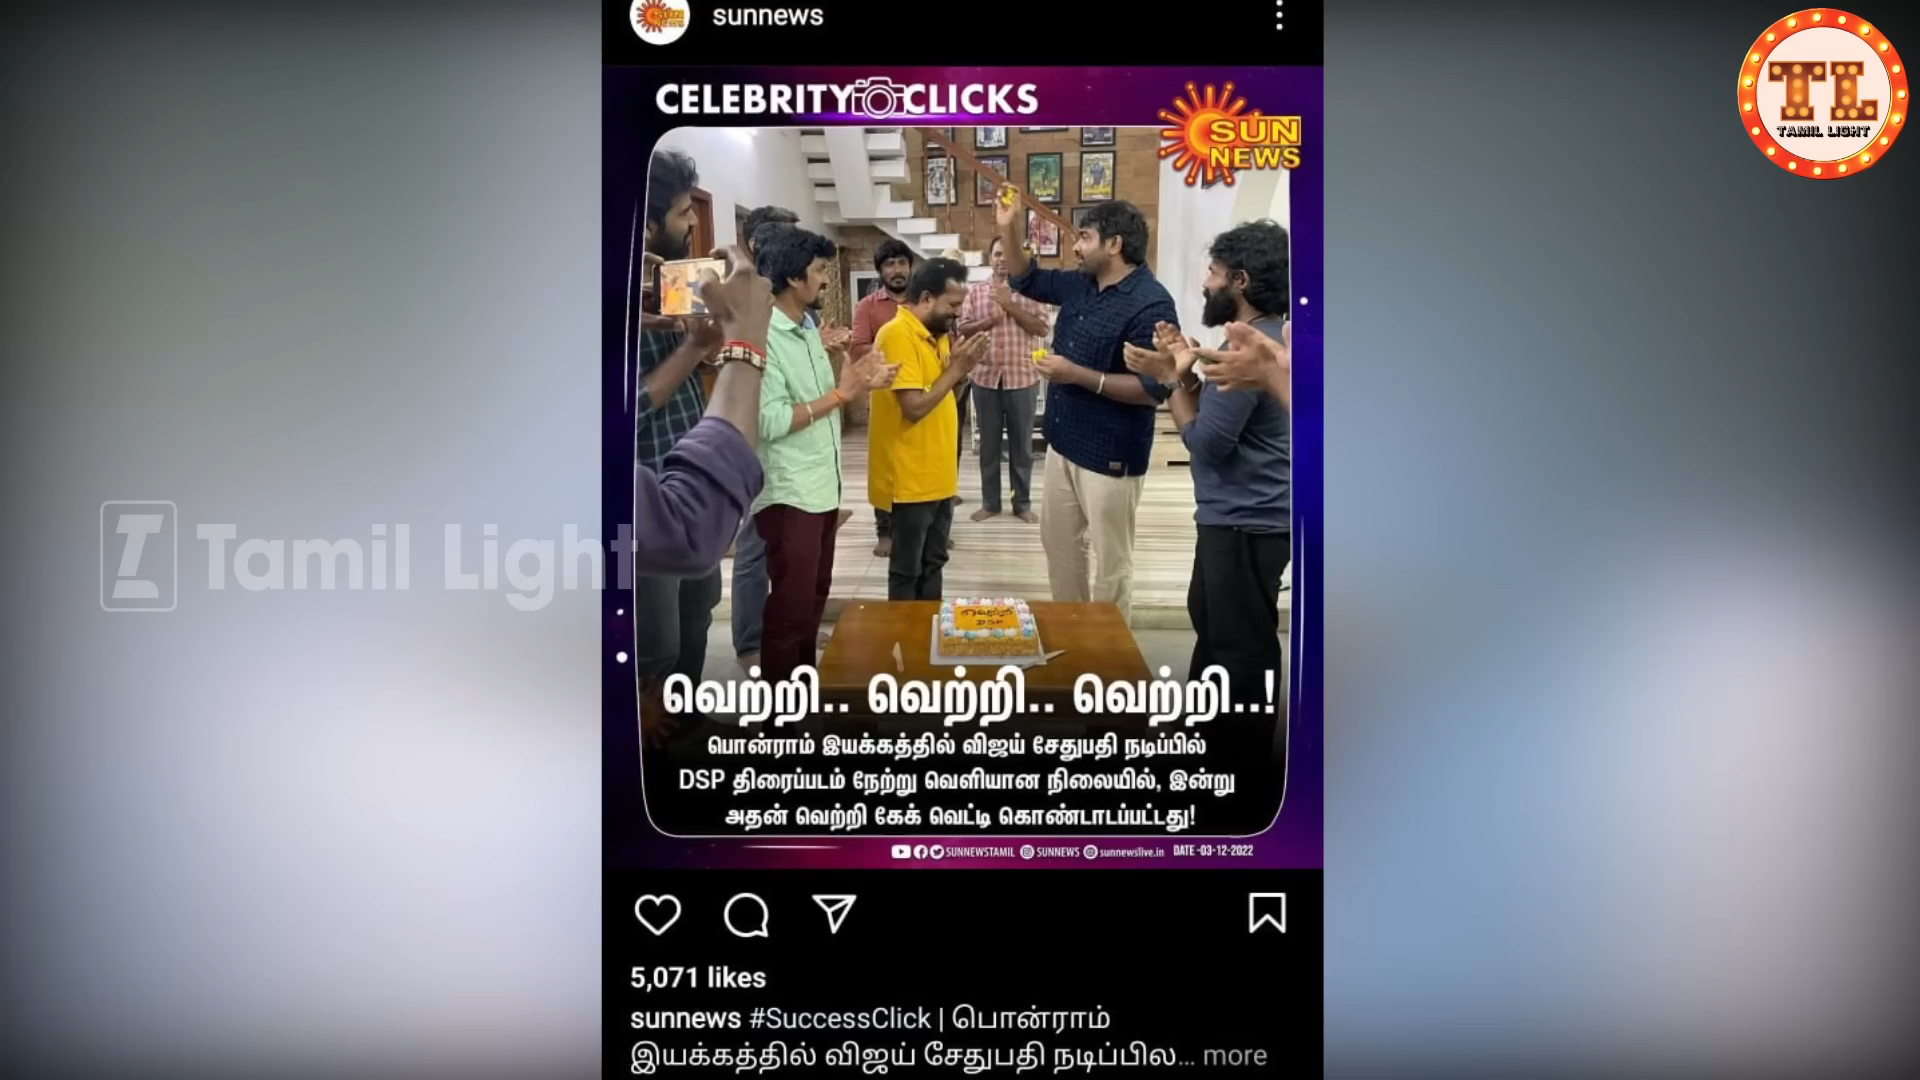 sunnews
CELEBRITY CLICKS
SUN
NEWS
TL
TAMIL LIGHT
Tamil Light
வெற்றி
DSP
வெற்றி.. வெற்றி.. வெற்றி..!
பொன்ராம் இயக்கத்தில் விஜய் சேதுபதி நடிப்பில்
DSP திரைப்படம் நேற்று வெளியான நிலையில், இன்று
அதன் வெற்றி கேக் வெட்டி கொண்டாடப்பட்டது!
SUNNEWSTAMIL SUNNEWS sunnewslive.in DATE -03-12-2022
5,071 likes
sunnews #SuccessClick | பொன்ராம்
இயக்கத்தில் விஜய் சேதுபதி நடிப்பில... more